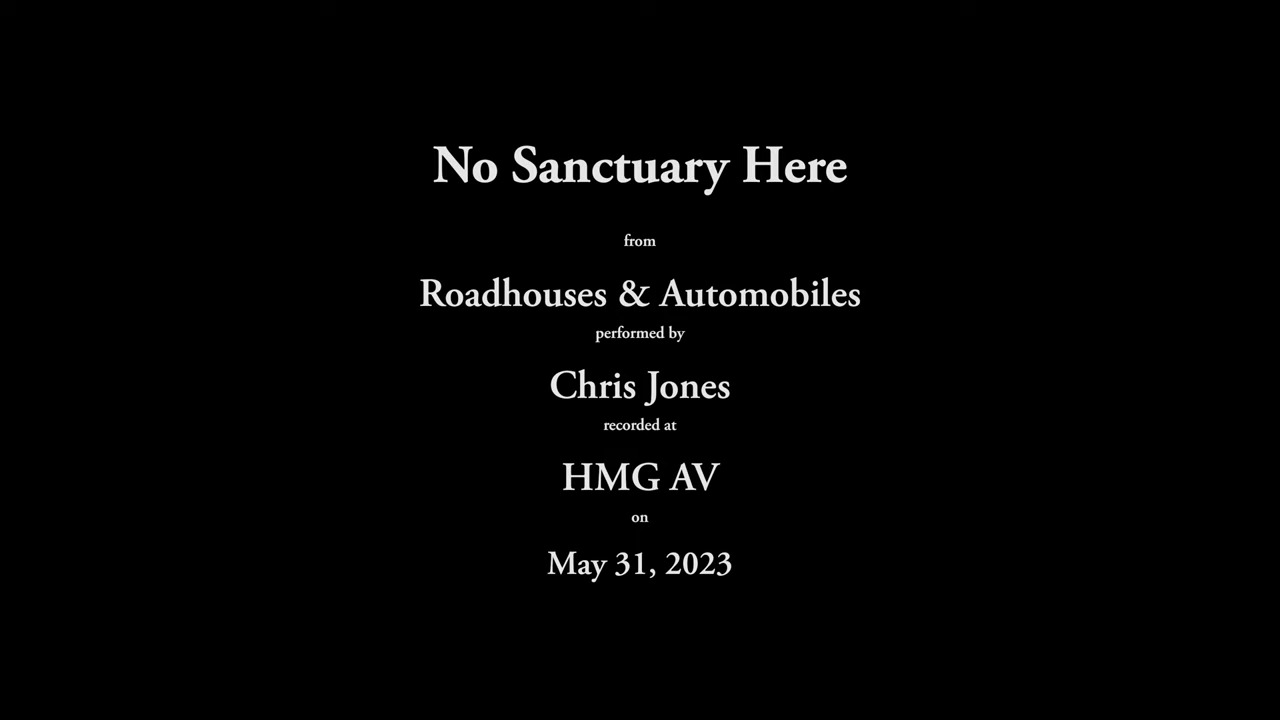 No Sanctuary Here
from
Roadhouses & Automobiles
performed by
Chris Jones
recorded at
HMG AV
on
May 31, 2023